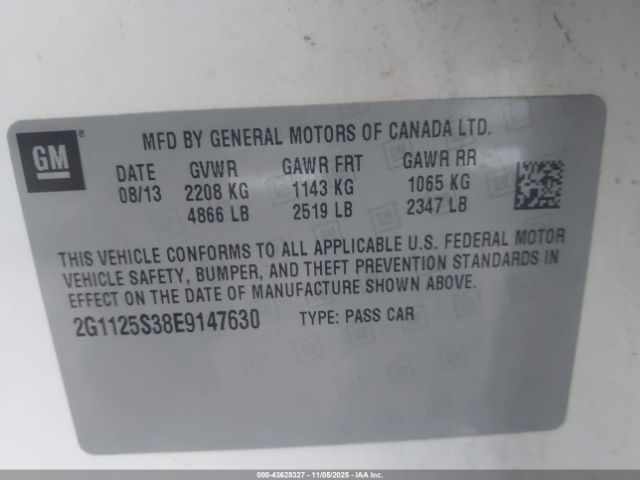 GM ®
MFD BY GENERAL MOTORS OF CANADA LTD.
DATE GVWR GAWR FRT GAWR RR
08/13 2208 KG 1143 KG 1065 KG
4866 LB 2519 LB 2347 LB
THIS VEHICLE CONFORMS TO ALL APPLICABLE U.S. FEDERAL MOTOR
VEHICLE SAFETY, BUMPER, AND THEFT PREVENTION STANDARDS IN
EFFECT ON THE DATE OF MANUFACTURE SHOWN ABOVE.
2G1125S38E9147630 TYPE: PASS CAR
000-43628327 - 11/05/2025 - IAA Inc.